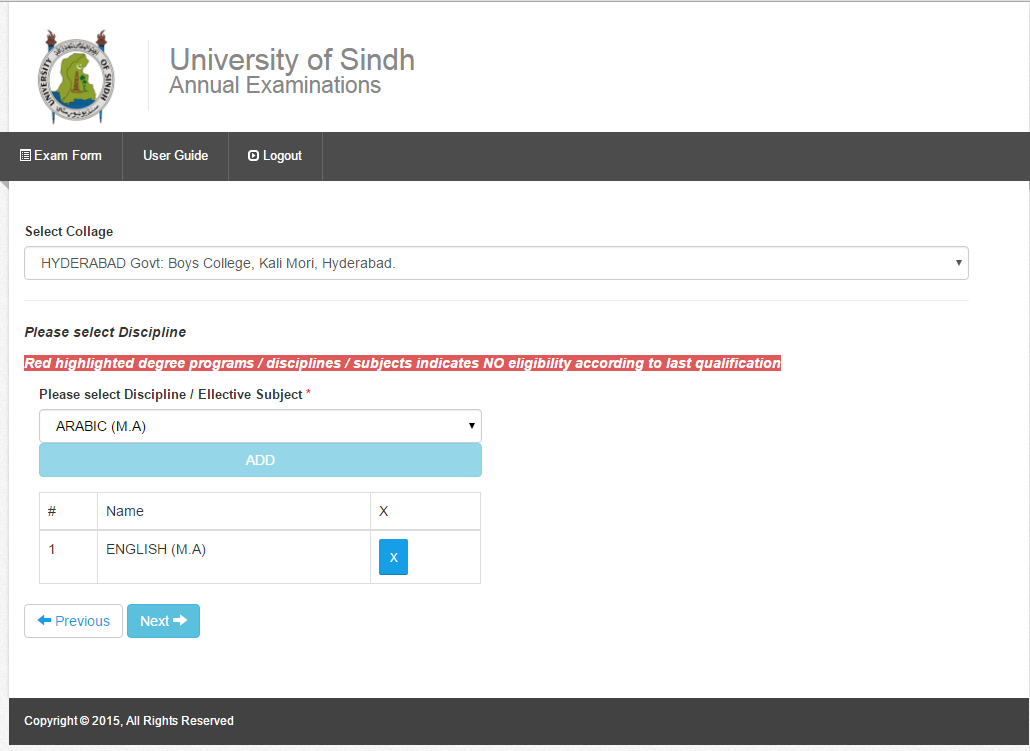 UNIVERSITY OF SINDH
University of Sindh
Annual Examinations
Exam Form
User Guide
Logout
Select Collage
HYDERABAD Govt: Boys College, Kali Mori, Hyderabad.
Please select Discipline
Red highlighted degree programs / disciplines / subjects indicates NO eligibility according to last qualification
Please select Discipline / Ellective Subject *
ARABIC (M.A)
ADD
# Name X
1 ENGLISH (M.A) X
Previous Next
Copyright © 2015, All Rights Reserved